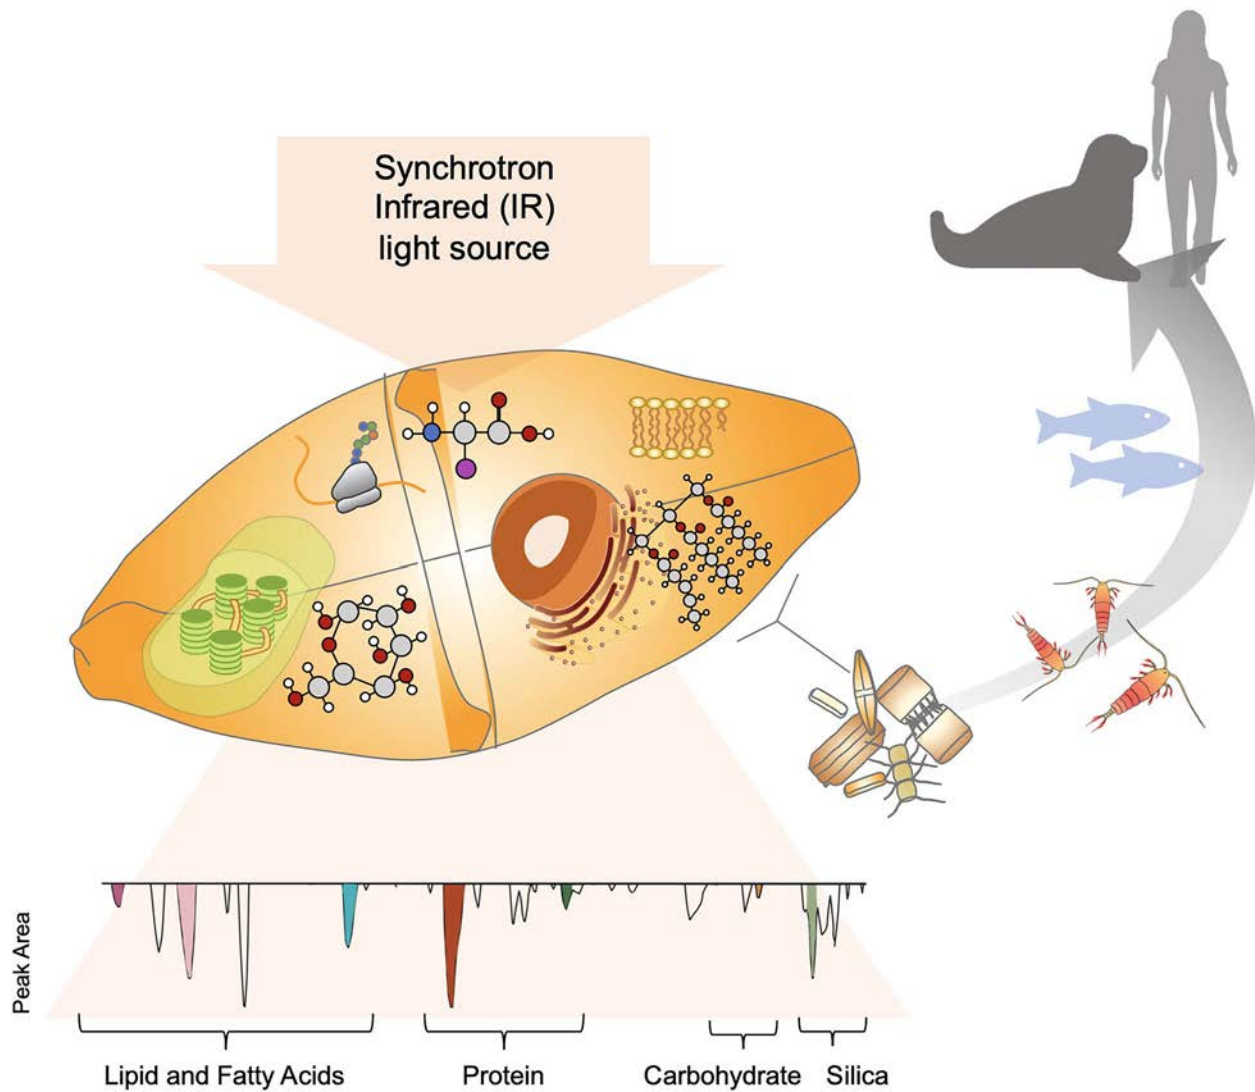 Synchrotron
Infrared (IR)
light source
Peak Area
Lipid and Fatty Acids
Protein
Carbohydrate
Silica